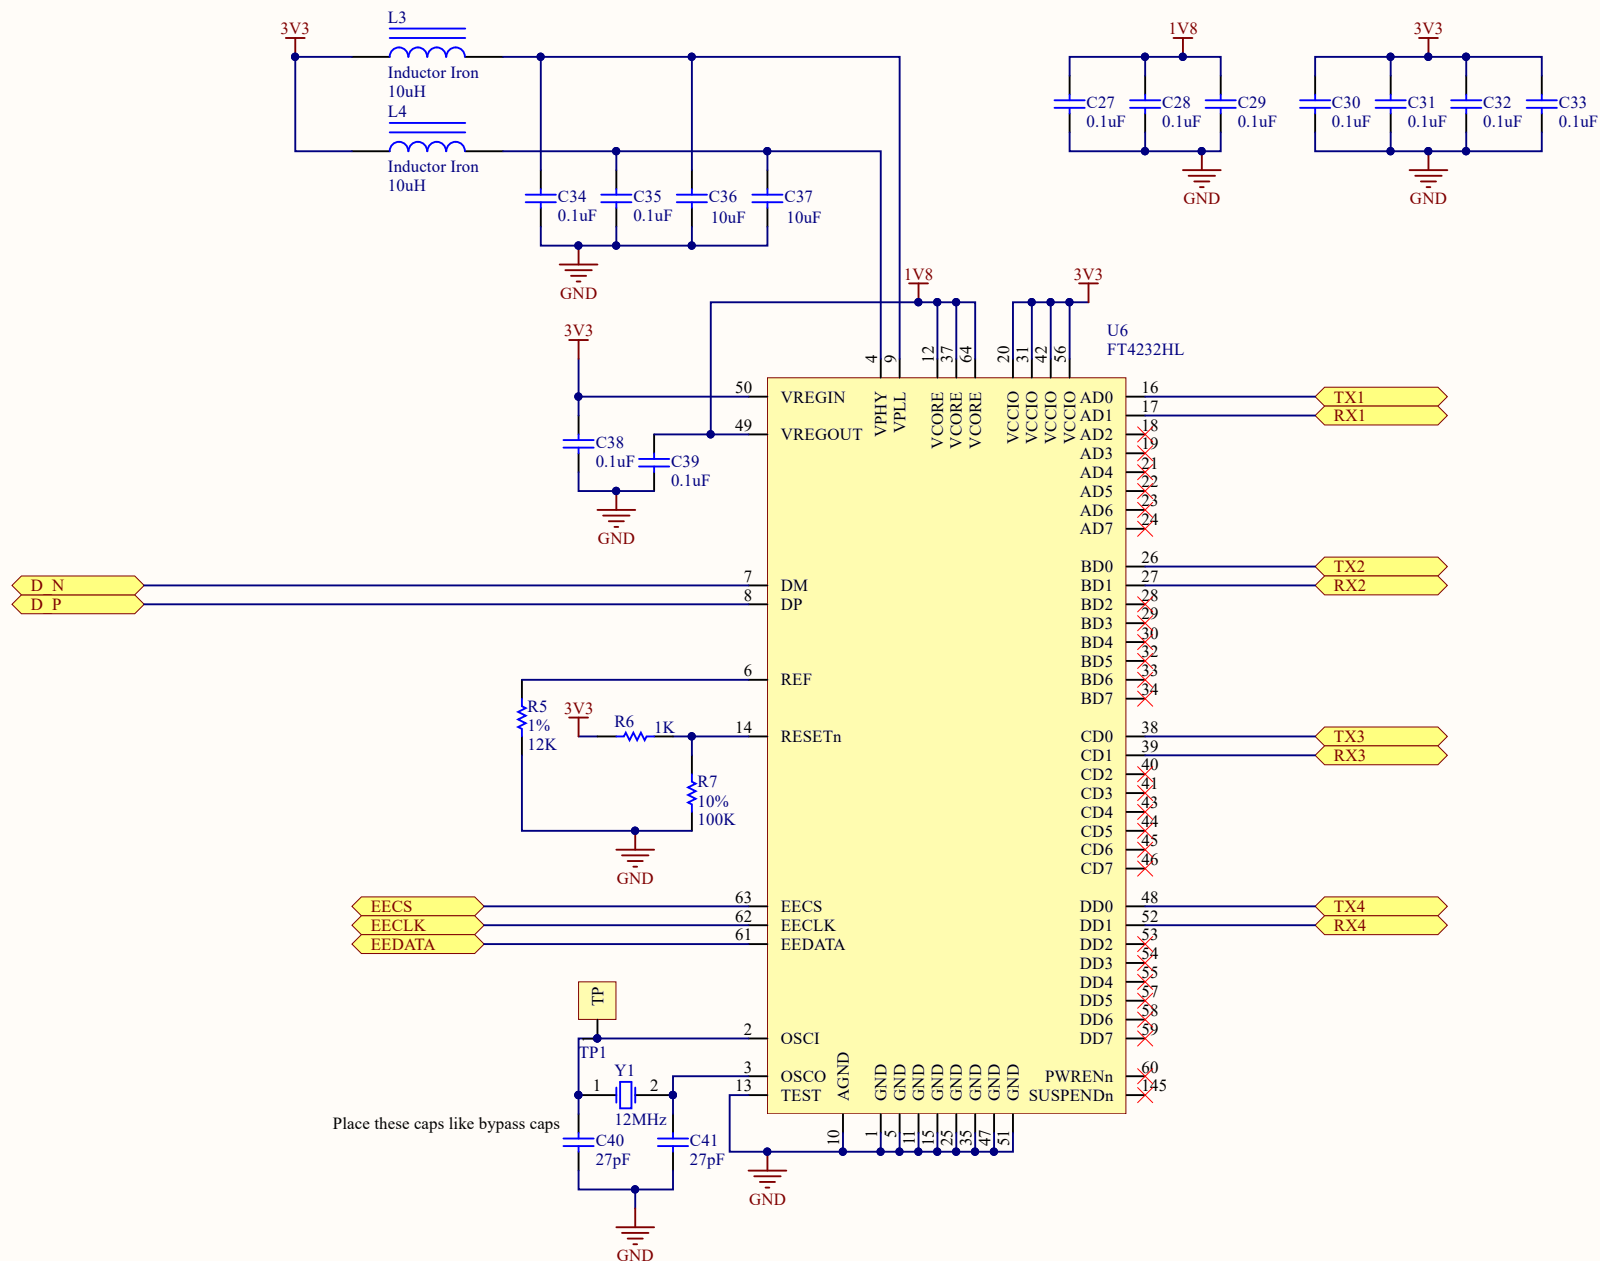 3V3
L3
Inductor Iron
10uH
L4
Inductor Iron
10uH
C34
0.1uF
C35
0.1uF
C36
10uF
C37
10uF
GND
1V8
C27
0.1uF
C28
0.1uF
C29
0.1uF
GND
3V3
C30
0.1uF
C31
0.1uF
C32
0.1uF
C33
0.1uF
GND
1V8
3V3
U6
FT4232HL
4
9
12
37
64
20
31
42
56
VPHY
VPLL
VCORE
VCORE
VCORE
VCCIO
VCCIO
VCCIO
VCCIO
3V3
50 VREGIN
49 VREGOUT
C38
0.1uF
C39
0.1uF
GND
D_N
D_P
7 DM
8 DP
6 REF
R5
1%
12K
3V3
R6
1K
14 RESETn
R7
10%
100K
GND
EECS 63 EECS
EECLK 62 EECLK
EEDATA 61 EEDATA
TP
TP1
2 OSCI
Y1
1
2
12MHz
3 OSCO
13 TEST
Place these caps like bypass caps
C40
27pF
C41
27pF
GND
AD0 16 TX1
AD1 17 RX1
AD2 18
AD3 19
AD4 21
AD5 22
AD6 23
AD7 24
BD0 26 TX2
BD1 27 RX2
BD2 28
BD3 29
BD4 30
BD5 32
BD6 33
BD7 34
CD0 38 TX3
CD1 39 RX3
CD2 40
CD3 41
CD4 43
CD5 44
CD6 45
CD7 46
DD0 48 TX4
DD1 52 RX4
DD2 53
DD3 54
DD4 55
DD5 57
DD6 58
DD7 59
PWRENn 60
SUSPENDn 145
AGND
GND
GND
GND
GND
GND
GND
GND
GND
10
1
5
11
15
25
35
47
51
GND